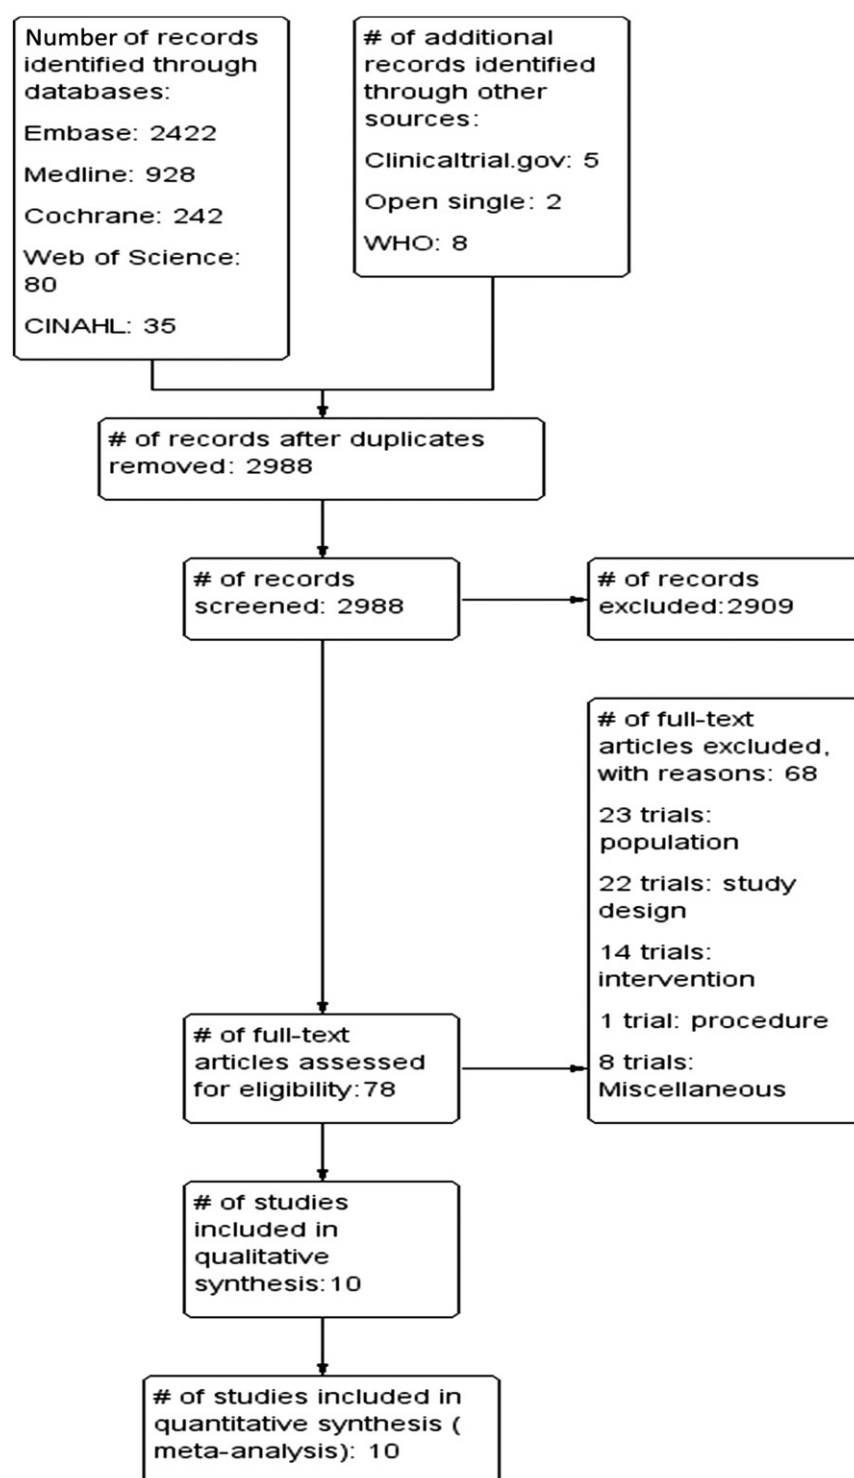 Number of records
identified through
databases:
Embase: 2422
Medline: 928
Cochrane: 242
Web of Science:
80
CINAHL: 35
# of additional
records identified
through other
sources:
Clinicaltrial.gov: 5
Open single: 2
WHO: 8
# of records after duplicates
removed: 2988
# of records
screened: 2988
# of records
excluded:2909
# of full-text
articles excluded,
with reasons: 68
23 trials:
population
22 trials: study
design
14 trials:
intervention
1 trial: procedure
8 trials:
Miscellaneous
# of full-text
articles assessed
for eligibility:78
# of studies
included in
qualitative
synthesis:10
# of studies included in
quantitative synthesis (
meta-analysis): 10